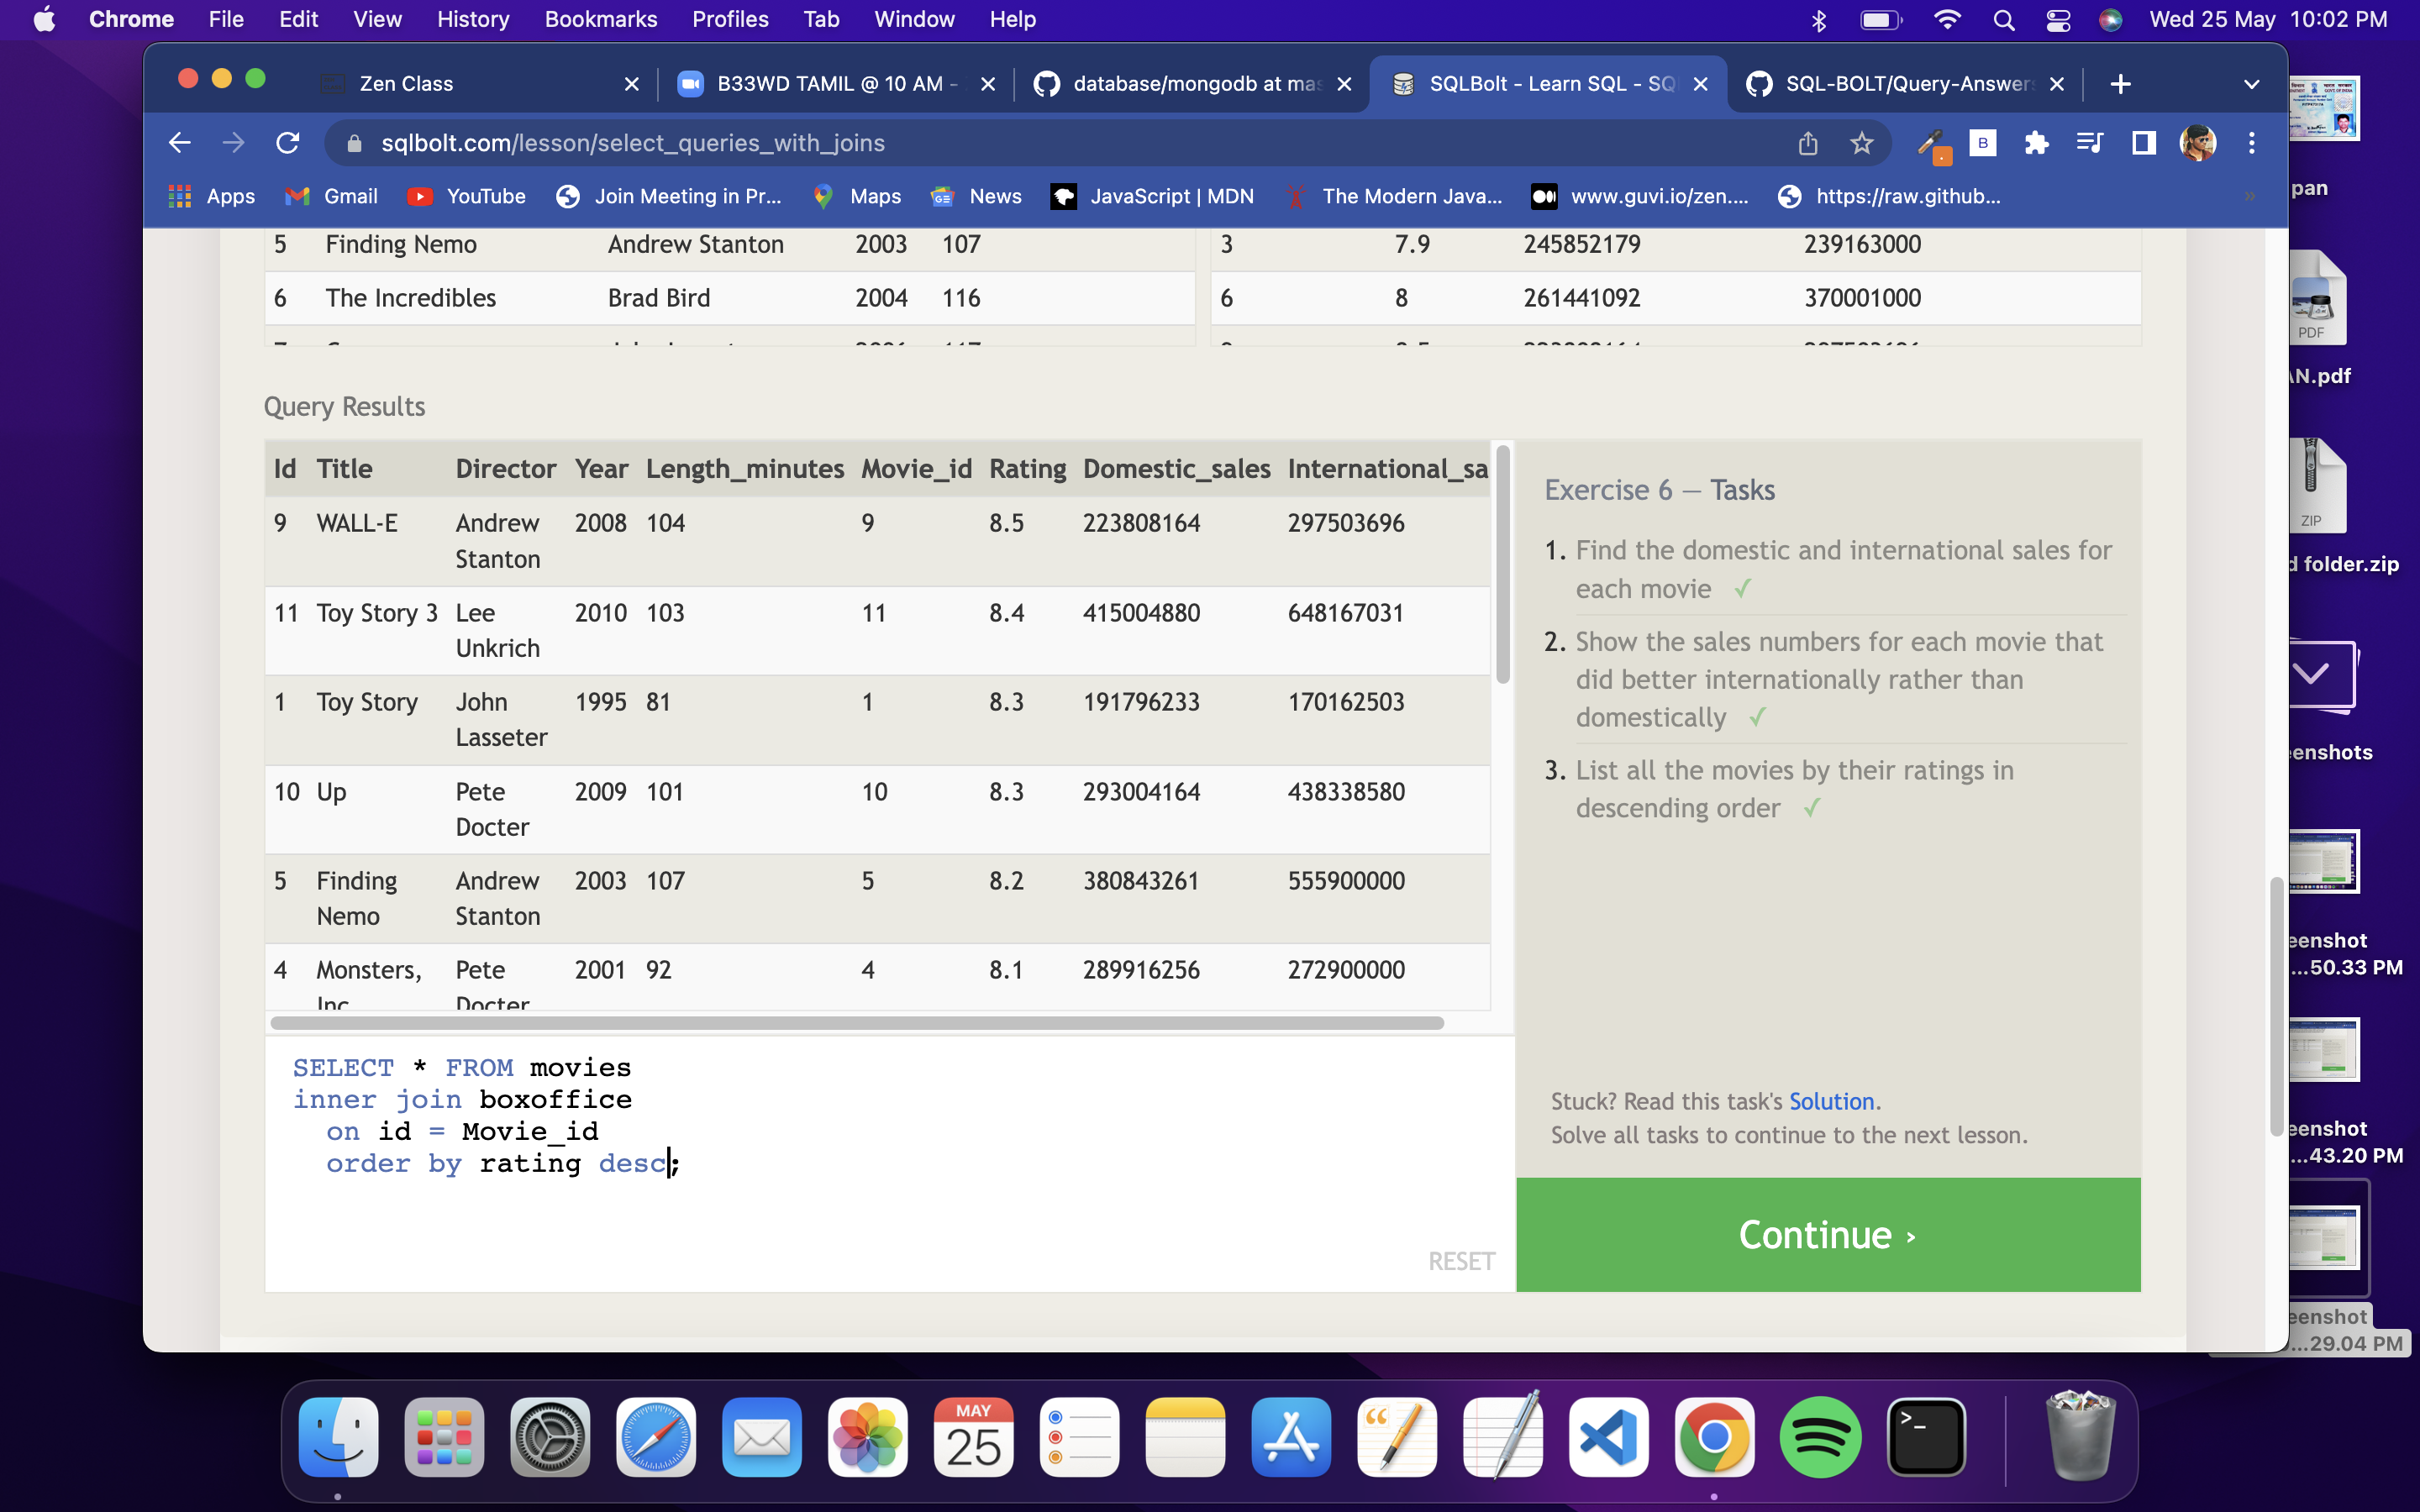 Chrome File Edit View History Bookmarks Profiles Tab Window Help Wed 25 May 10:02 PM
Zen Class B33WD TAMIL @ 10 AM - database/mongodb at mas SQLBolt - Learn SQL - SQ SQL-BOLT/Query-Answer
sqlbolt.com/lesson/select_queries_with_joins
B
Apps Gmail YouTube Join Meeting in Pr... Maps News JavaScript | MDN The Modern Java... www.guvi.io/zen.... https://raw.github...
5 Finding Nemo Andrew Stanton 2003 107 3 7.9 245852179 239163000
6 The Incredibles Brad Bird 2004 116 6 8 261441092 370001000
Query Results
Id Title Director Year Length_minutes Movie_id Rating Domestic_sales International_sa
9 WALL-E Andrew Stanton 2008 104 9 8.5 223808164 297503696
11 Toy Story 3 Lee Unkrich 2010 103 11 8.4 415004880 648167031
1 Toy Story John Lasseter 1995 81 1 8.3 191796233 170162503
10 Up Pete Docter 2009 101 10 8.3 293004164 438338580
5 Finding Nemo Andrew Stanton 2003 107 5 8.2 380843261 555900000
4 Monsters, Inc Pete Docter 2001 92 4 8.1 289916256 272900000
SELECT * FROM movies
inner join boxoffice
on id = Movie_id
order by rating desc;
RESET
Exercise 6 — Tasks
1. Find the domestic and international sales for
each movie ✓
2. Show the sales numbers for each movie that
did better internationally rather than
domestically ✓
3. List all the movies by their ratings in
descending order ✓
Stuck? Read this task's Solution.
Solve all tasks to continue to the next lesson.
Continue ›
pan
PDF
AN.pdf
ZIP
d folder.zip
eenshots
eenshot
...50.33 PM
eenshot
...43.20 PM
eenshot
...29.04 PM
MAY
25